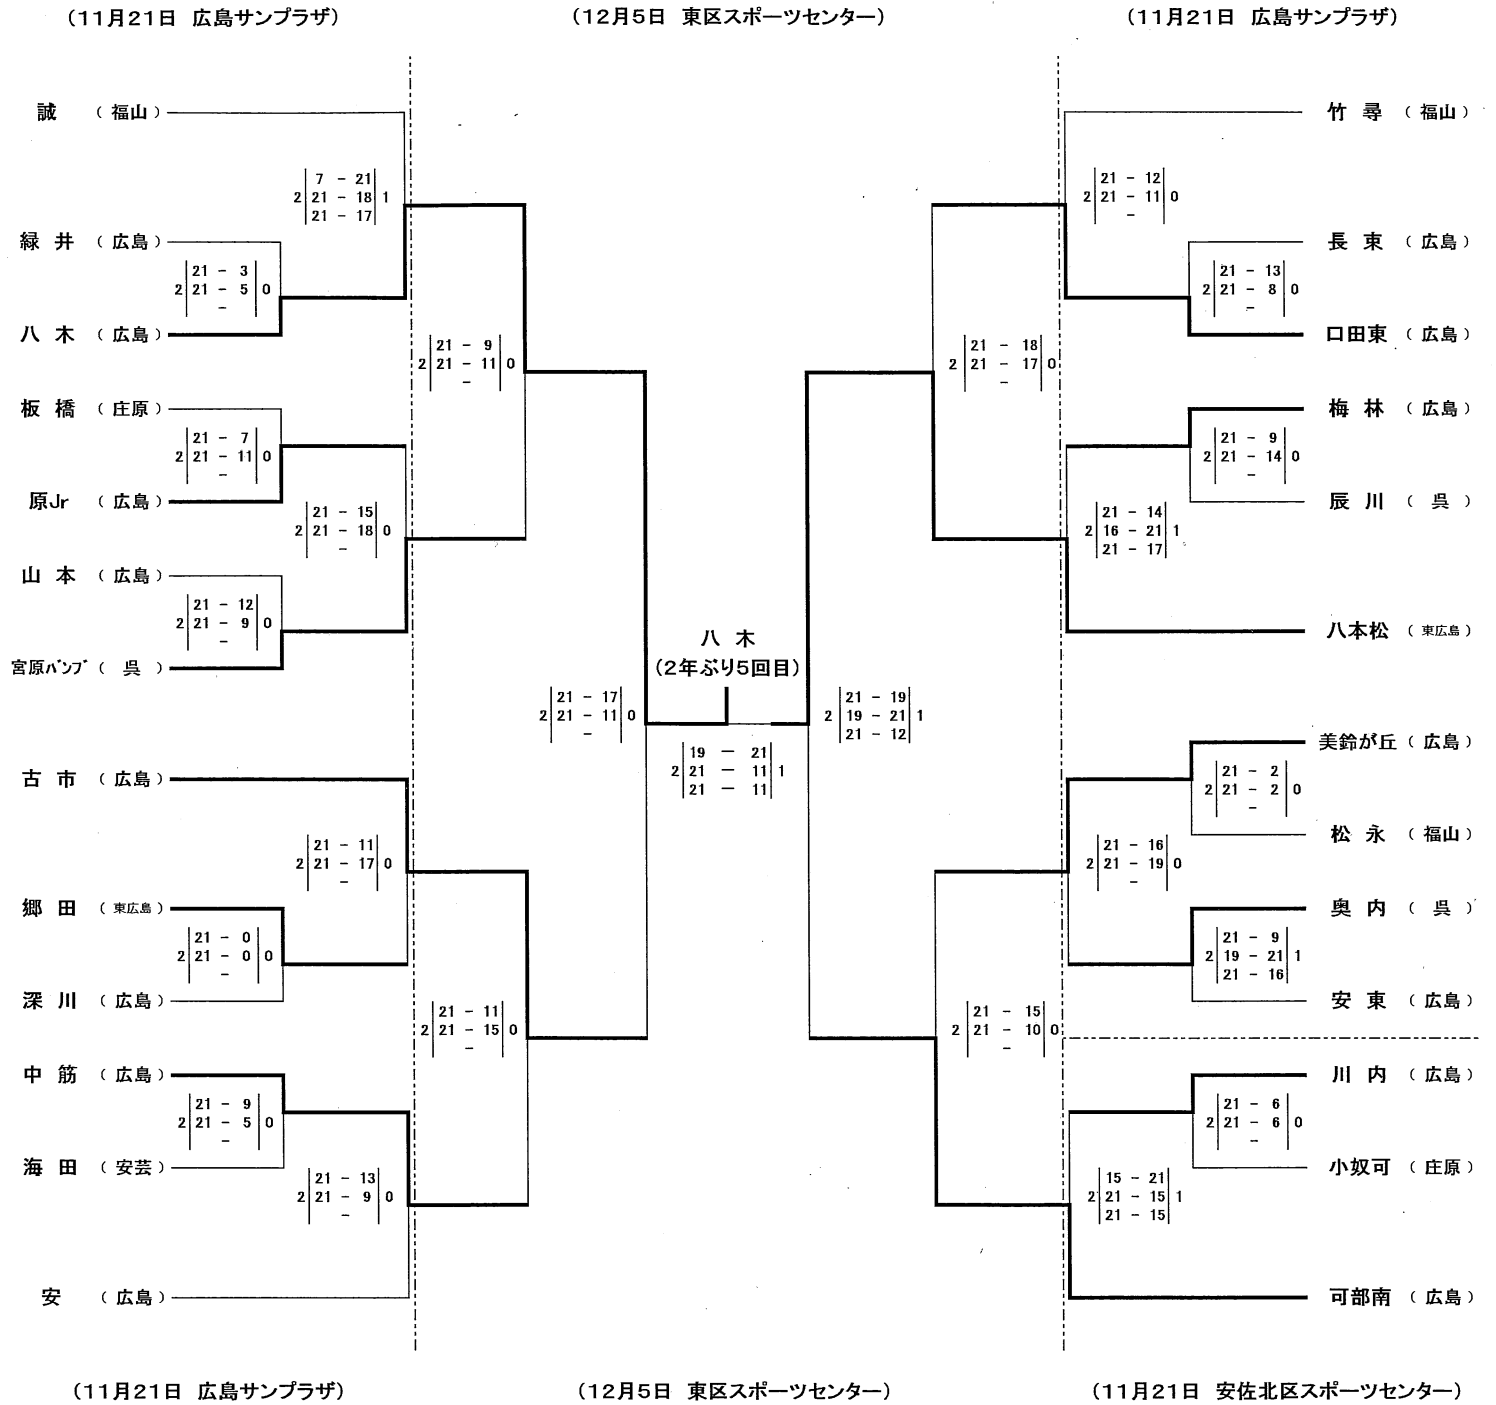 (11月21日 広島サンプラザ)
(12月5日 東区スポーツセンター)
(11月21日 広島サンプラザ)
誠 (福山)
7 - 21
2 21 - 18 1
21 - 17
緑井 (広島)
21 - 3
2 21 - 5 0
-
八木 (広島)
21 - 9
2 21 - 11 0
-
板橋 (庄原)
21 - 7
2 21 - 11 0
-
原Jr (広島)
21 - 15
2 21 - 18 0
-
山本 (広島)
21 - 12
2 21 - 9 0
-
宮原バンブ (呉)
21 - 17
2 21 - 11 0
-
古市 (広島)
21 - 11
2 21 - 17 0
-
郷田 (東広島)
21 - 0
2 21 - 0 0
-
深川 (広島)
21 - 11
2 21 - 15 0
-
中筋 (広島)
21 - 9
2 21 - 5 0
-
海田 (安芸)
21 - 13
2 21 - 9 0
-
安 (広島)
八木
(2年ぶり5回目)
19 — 21
2 21 — 11 1
21 — 11
竹尋 (福山)
21 - 12
2 21 - 11 0
-
長束 (広島)
21 - 13
2 21 - 8 0
-
口田東 (広島)
21 - 18
2 21 - 17 0
-
梅林 (広島)
21 - 9
2 21 - 14 0
-
辰川 (呉)
21 - 14
2 16 - 21 1
21 - 17
八本松 (東広島)
21 - 19
2 19 - 21 1
21 - 12
美鈴が丘 (広島)
21 - 2
2 21 - 2 0
-
松永 (福山)
21 - 16
2 21 - 19 0
-
奥内 (呉)
21 - 9
2 19 - 21 1
21 - 16
安東 (広島)
21 - 15
2 21 - 10 0
-
川内 (広島)
21 - 6
2 21 - 6 0
-
小奴可 (庄原)
15 - 21
2 21 - 15 1
21 - 15
可部南 (広島)
(11月21日 広島サンプラザ)
(12月5日 東区スポーツセンター)
(11月21日 安佐北区スポーツセンター)